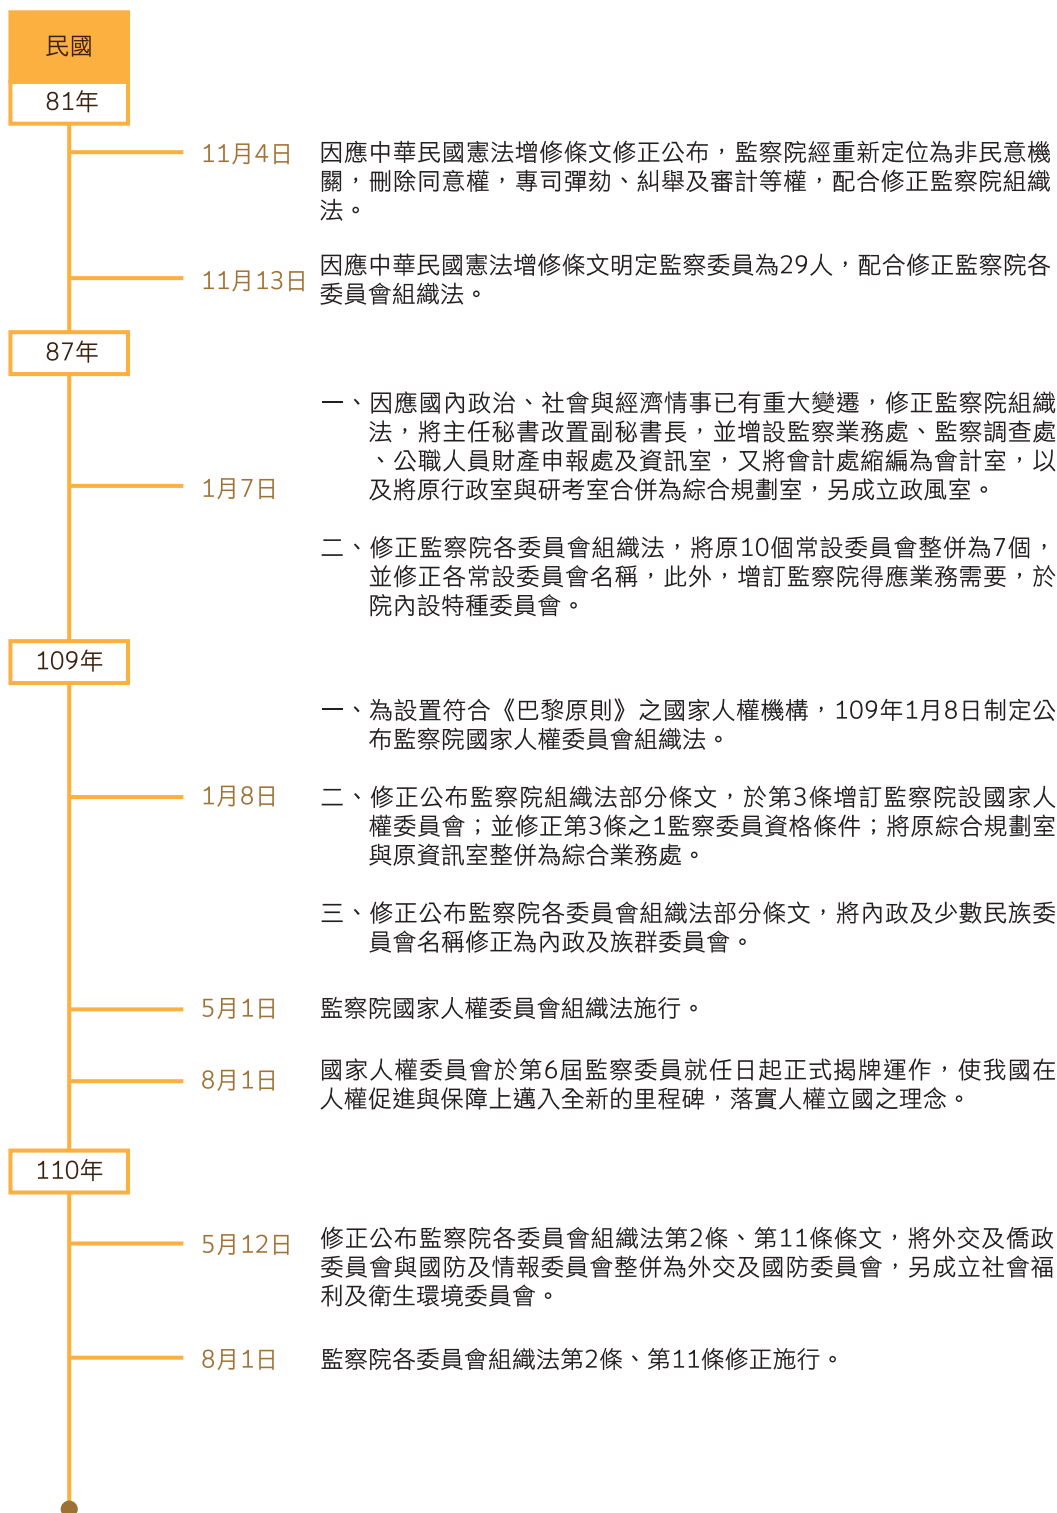 民國
81年
11月4日
因應中華民國憲法增修條文修正公布，監察院經重新定位為非民意機
關，刪除同意權，專司彈劾、糾舉及審計等權，配合修正監察院組織
法。
11月13日
因應中華民國憲法增修條文明定監察委員為29人，配合修正監察院各
委員會組織法。
87年
1月7日
一、因應國內政治、社會與經濟情事已有重大變遷，修正監察院組織
法，將主任秘書改置副秘書長，並增設監察業務處、監察調查處
、公職人員財產申報處及資訊室，又將會計處縮編為會計室，以
及將原行政室與研考室合併為綜合規劃室，另成立政風室。
二、修正監察院各委員會組織法，將原10個常設委員會整併為7個，
並修正各常設委員會名稱，此外，增訂監察院得應業務需要，於
院內設特種委員會。
109年
1月8日
一、為設置符合《巴黎原則》之國家人權機構，109年1月8日制定公
布監察院國家人權委員會組織法。
二、修正公布監察院組織法部分條文，於第3條增訂監察院設國家人
權委員會；並修正第3條之1監察委員資格條件；將原綜合規劃室
與原資訊室整併為綜合業務處。
三、修正公布監察院各委員會組織法部分條文，將內政及少數民族委
員會名稱修正為內政及族群委員會。
5月1日
監察院國家人權委員會組織法施行。
8月1日
國家人權委員會於第6屆監察委員就任日起正式揭牌運作，使我國在
人權促進與保障上邁入全新的里程碑，落實人權立國之理念。
110年
5月12日
修正公布監察院各委員會組織法第2條、第11條條文，將外交及僑政
委員會與國防及情報委員會整併為外交及國防委員會，另成立社會福
利及衛生環境委員會。
8月1日
監察院各委員會組織法第2條、第11條修正施行。